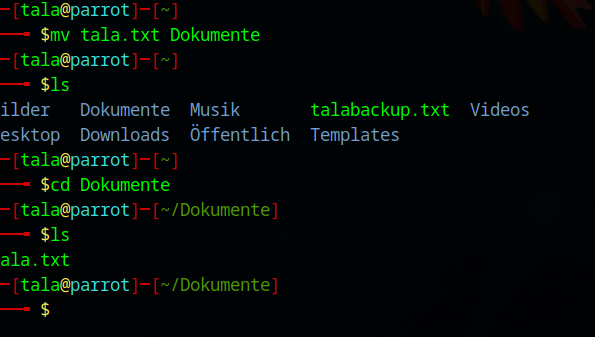 ─[tala@parrot]─[~]
──╼ $mv tala.txt Dokumente
─[tala@parrot]─[~]
──╼ $ls
ilder Dokumente Musik talabackup.txt Videos
esktop Downloads Öffentlich Templates
─[tala@parrot]─[~]
──╼ $cd Dokumente
─[tala@parrot]─[~/Dokumente]
──╼ $ls
ala.txt
─[tala@parrot]─[~/Dokumente]
──╼ $